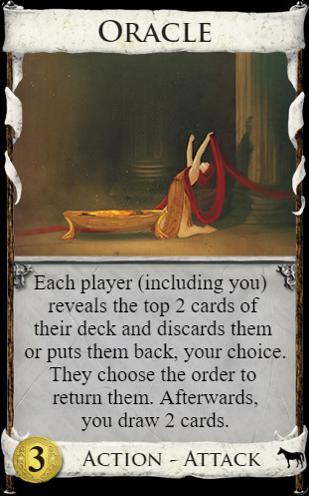 ORACLE
Each player (including you)
reveals the top 2 cards of
their deck and discards them
or puts them back, your choice.
They choose the order to
return them. Afterwards,
you draw 2 cards.
3 ACTION - ATTACK